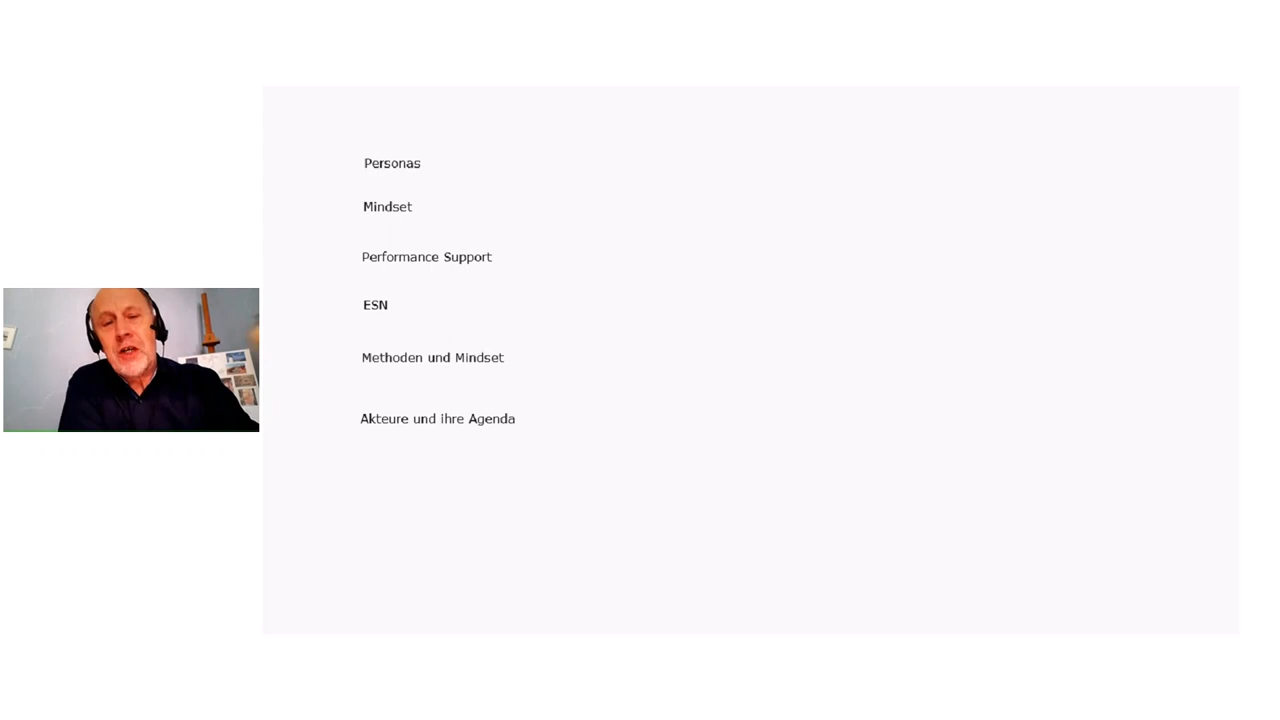 Personas
Mindset
Performance Support
ESN
Methoden und Mindset
Akteure und ihre Agenda